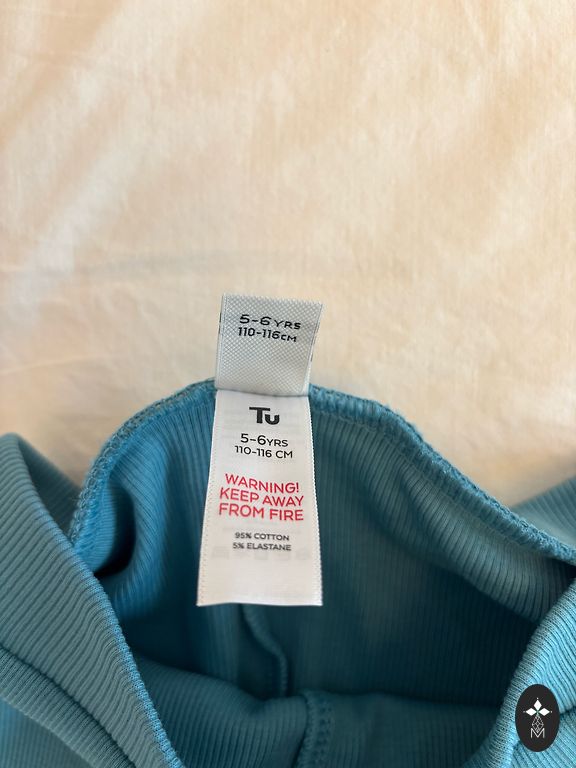 5-6YRS
110-116CM
TU
5-6YRS
110-116 CM
WARNING!
KEEP AWAY
FROM FIRE
95% COTTON
5% ELASTANE